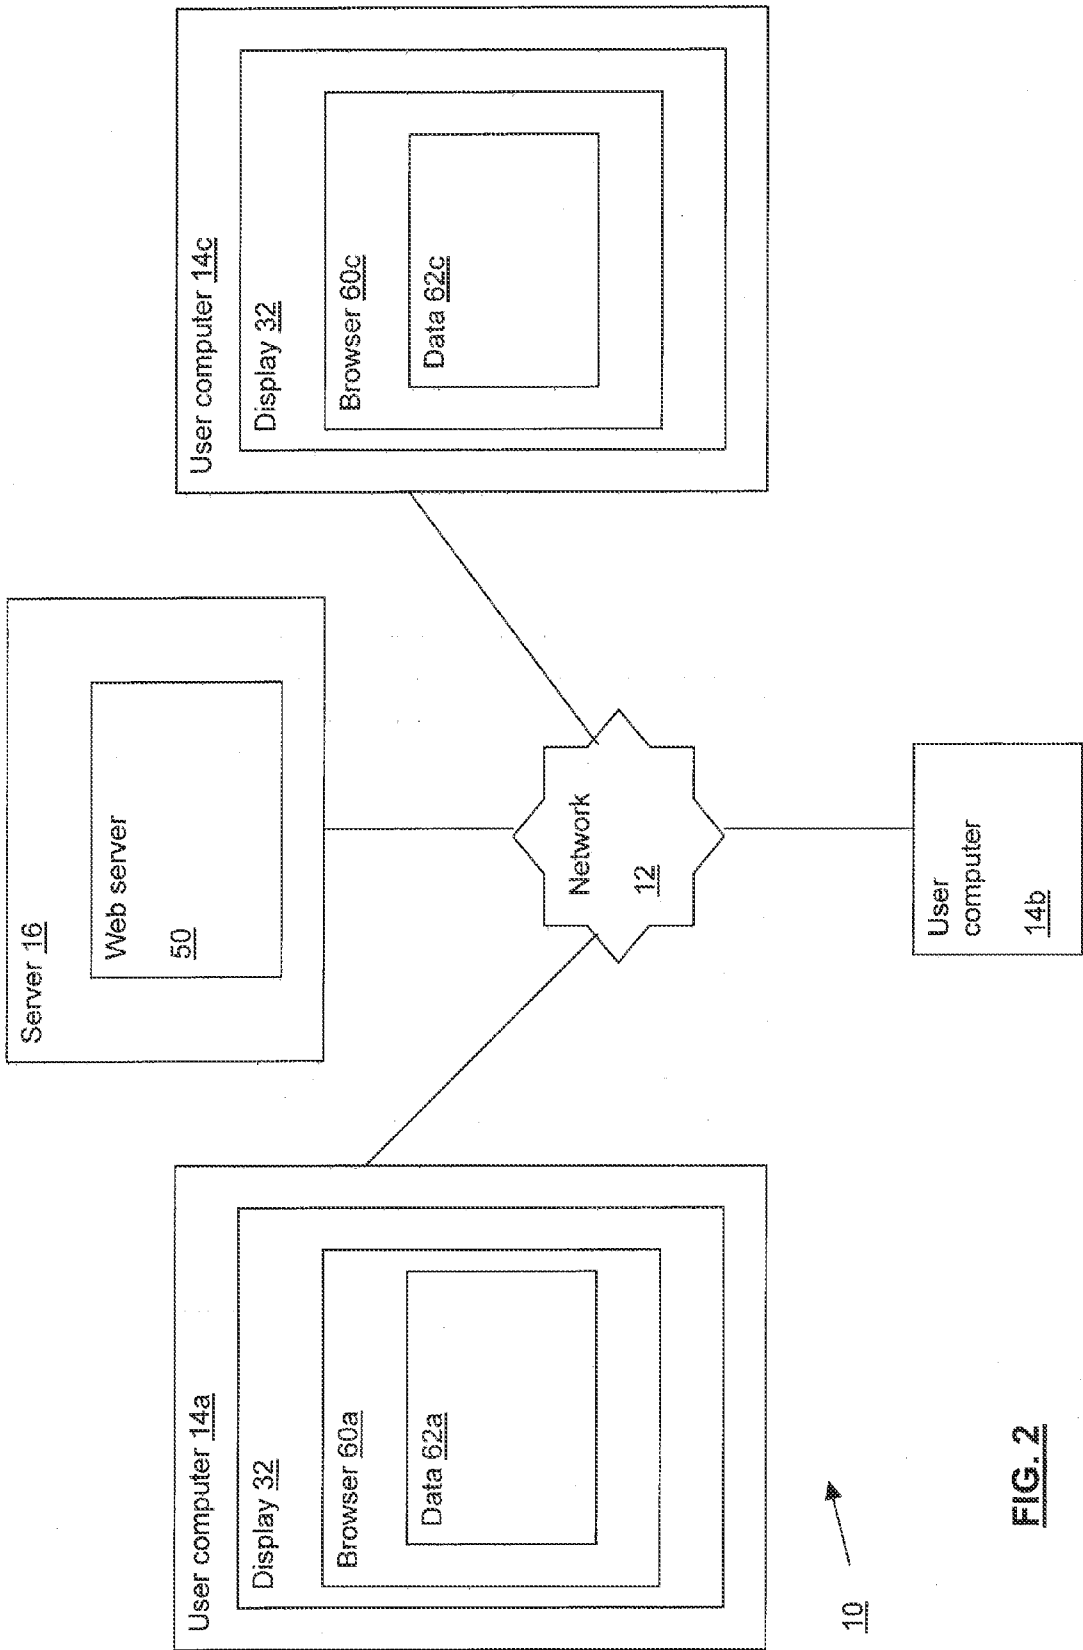 Server 16
Web server
50
User computer 14a
Display 32
Browser 60a
Data 62a
User computer 14c
Display 32
Browser 60c
Data 62c
Network
12
User
computer
14b
10
FIG. 2